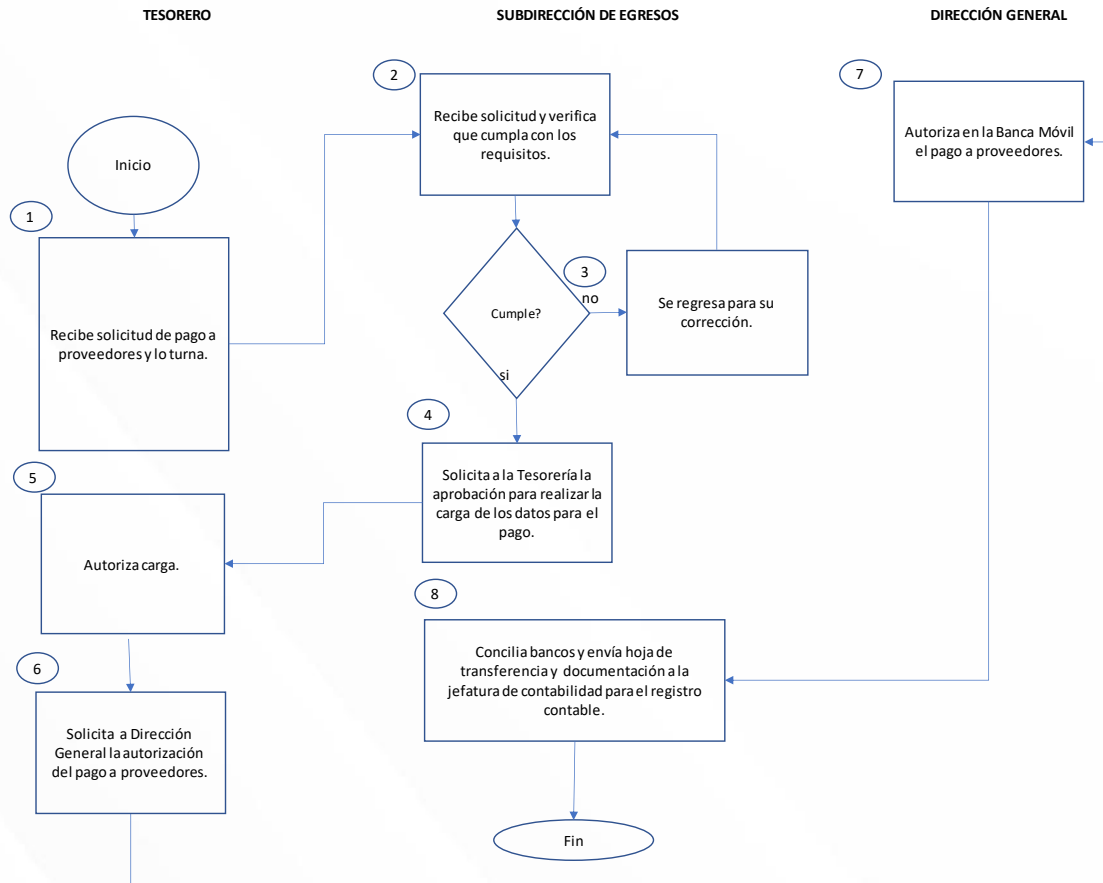 TESORERO
SUBDIRECCIÓN DE EGRESOS
DIRECCIÓN GENERAL
Inicio
1
Recibe solicitud de pago a
proveedores y lo turna.
2
Recibe solicitud y verifica
que cumpla con los
requisitos.
Cumple?
3
no
Se regresa para su
corrección.
si
4
Solicita a la Tesorería la
aprobación para realizar la
carga de los datos para el
pago.
5
Autoriza carga.
6
Solicita a Dirección
General la autorización
del pago a proveedores.
7
Autoriza en la Banca Móvil
el pago a proveedores.
8
Concilia bancos y envía hoja de
transferencia y documentación a la
jefatura de contabilidad para el registro
contable.
Fin